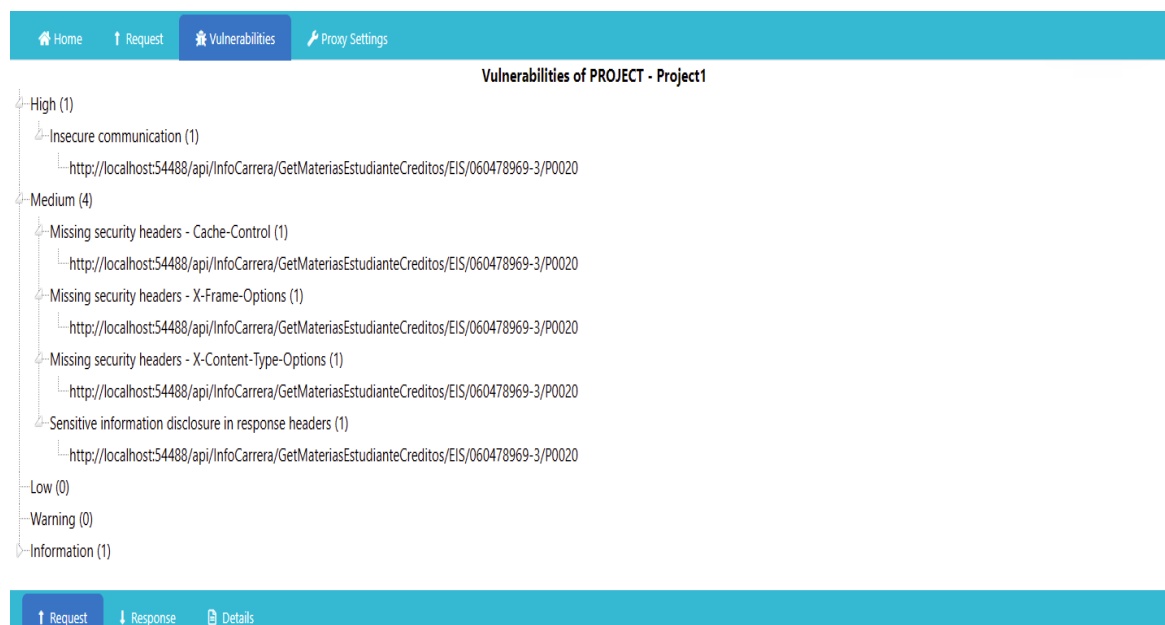 Home Request Vulnerabilities Proxy Settings
Vulnerabilities of PROJECT - Project1
High (1)
Insecure communication (1)
http://localhost:54488/api/InfoCarrera/GetMateriasEstudianteCreditos/EIS/060478969-3/P0020
Medium (4)
Missing security headers - Cache-Control (1)
http://localhost:54488/api/InfoCarrera/GetMateriasEstudianteCreditos/EIS/060478969-3/P0020
Missing security headers - X-Frame-Options (1)
http://localhost:54488/api/InfoCarrera/GetMateriasEstudianteCreditos/EIS/060478969-3/P0020
Missing security headers - X-Content-Type-Options (1)
http://localhost:54488/api/InfoCarrera/GetMateriasEstudianteCreditos/EIS/060478969-3/P0020
Sensitive information disclosure in response headers (1)
http://localhost:54488/api/InfoCarrera/GetMateriasEstudianteCreditos/EIS/060478969-3/P0020
Low (0)
Warning (0)
Information (1)
Request Response Details